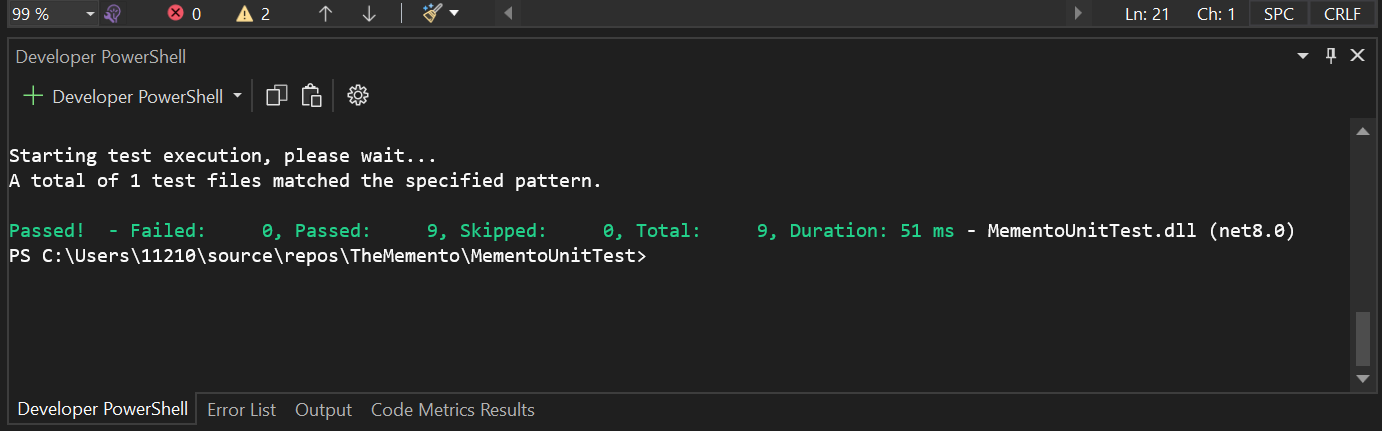 99 % 0 2 Ln: 21 Ch: 1 SPC CRLF
Developer PowerShell
Developer PowerShell
Starting test execution, please wait...
A total of 1 test files matched the specified pattern.
Passed!  - Failed:     0, Passed:     9, Skipped:     0, Total:     9, Duration: 51 ms - MementoUnitTest.dll (net8.0)
PS C:\Users\11210\source\repos\TheMemento\MementoUnitTest>
Developer PowerShell Error List Output Code Metrics Results